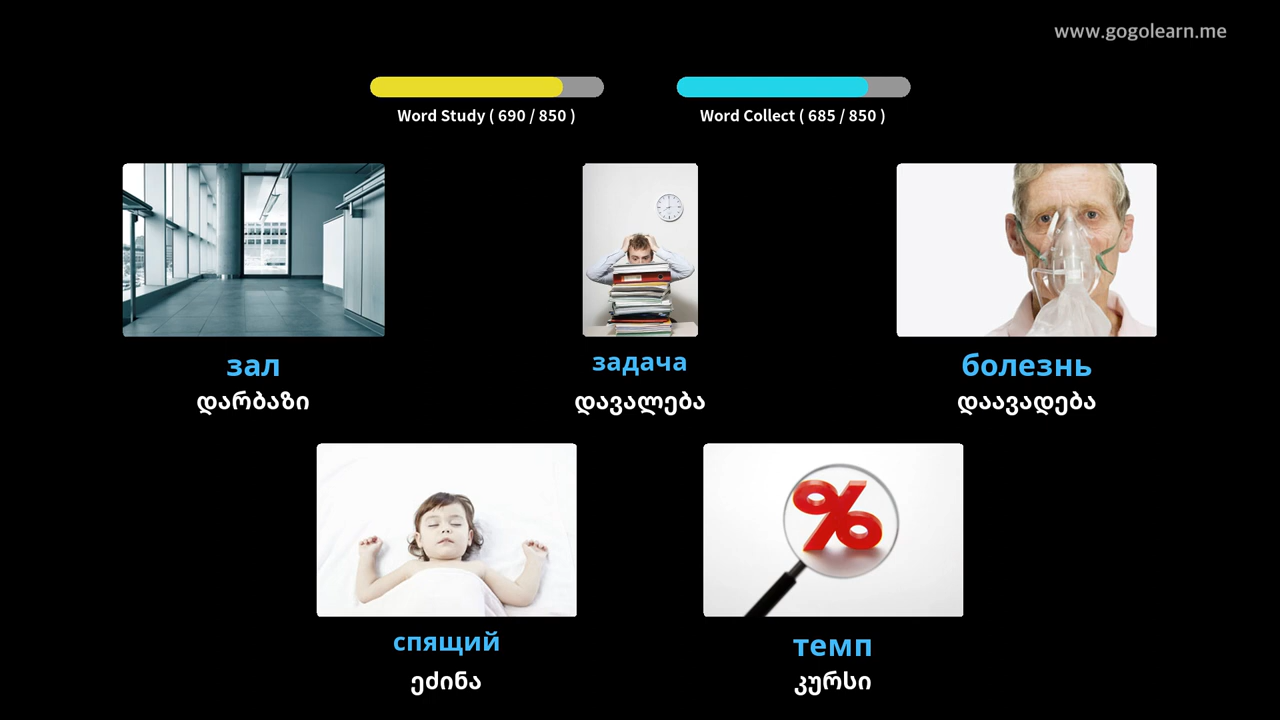 www.gogolearn.me
Word Study ( 690 / 850 )
Word Collect ( 685 / 850 )
зал
დარბაზი
задача
დავალება
болезнь
დაავადება
спящий
ეძინა
темп
კურსი